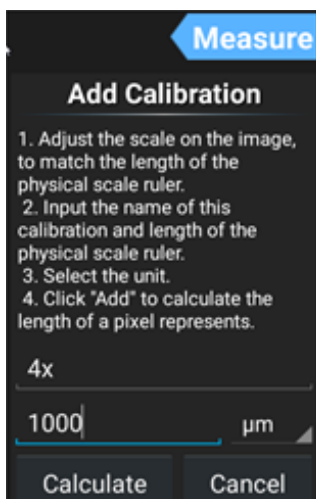 Measure
Add Calibration
1. Adjust the scale on the image,
to match the length of the
physical scale ruler.
2. Input the name of this
calibration and length of the
physical scale ruler.
3. Select the unit.
4. Click "Add" to calculate the
length of a pixel represents.
4x
1000 μm
Calculate Cancel